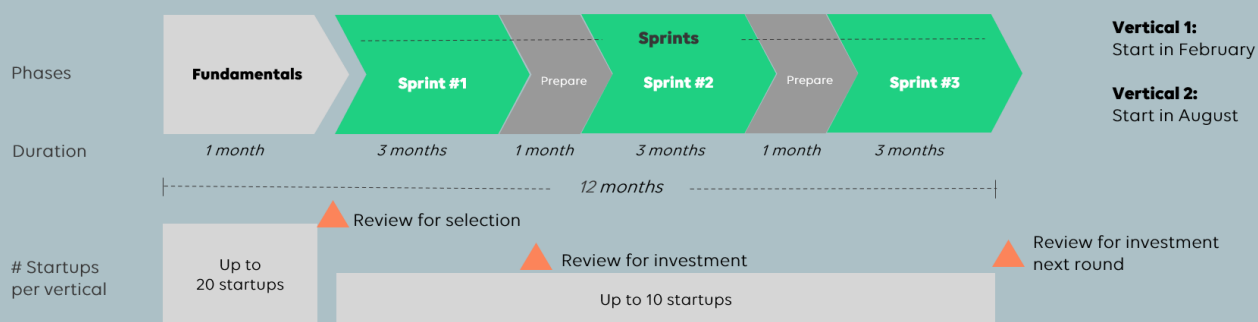 Sprints
Vertical 1:
Start in February
Phases
Fundamentals
Sprint #1
Prepare
Sprint #2
Prepare
Sprint #3
Vertical 2:
Start in August
Duration
1 month
3 months
1 month
3 months
1 month
3 months
12 months
Review for selection
Review for investment
Review for investment
next round
# Startups
per vertical
Up to
20 startups
Up to 10 startups